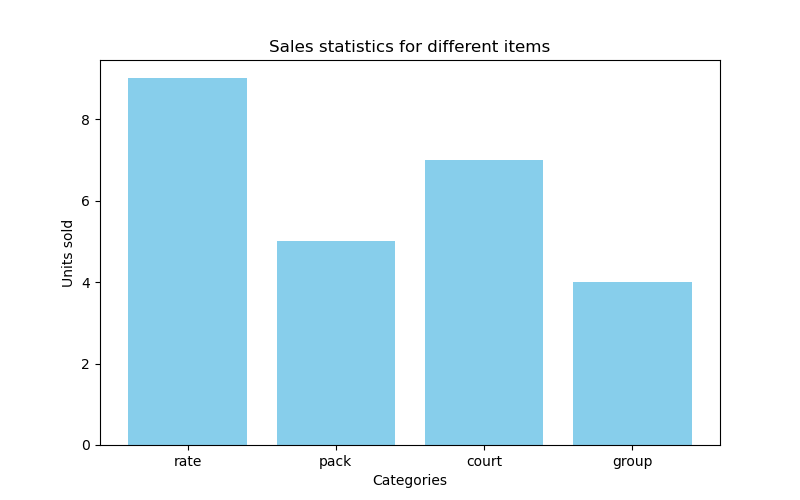 Sales statistics for different items
Units sold
8
6
4
2
0
rate pack court group
Categories